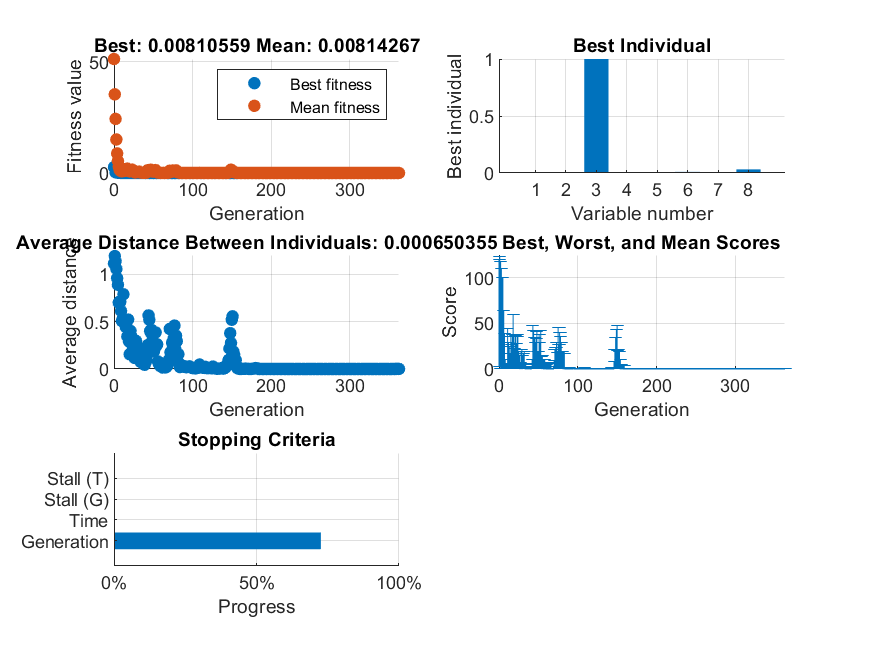 Best: 0.00810559 Mean: 0.00814267
Fitness value
50
0
Best fitness
Mean fitness
0 100 200 300
Generation
Best Individual
Best individual
1
0.5
0
1 2 3 4 5 6 7 8
Variable number
Average Distance Between Individuals: 0.000650355
Average distance
1
0.5
0
0 100 200 300
Generation
Best, Worst, and Mean Scores
Score
100
50
0
0 100 200 300
Generation
Stopping Criteria
Stall (T)
Stall (G)
Time
Generation
0% 50% 100%
Progress